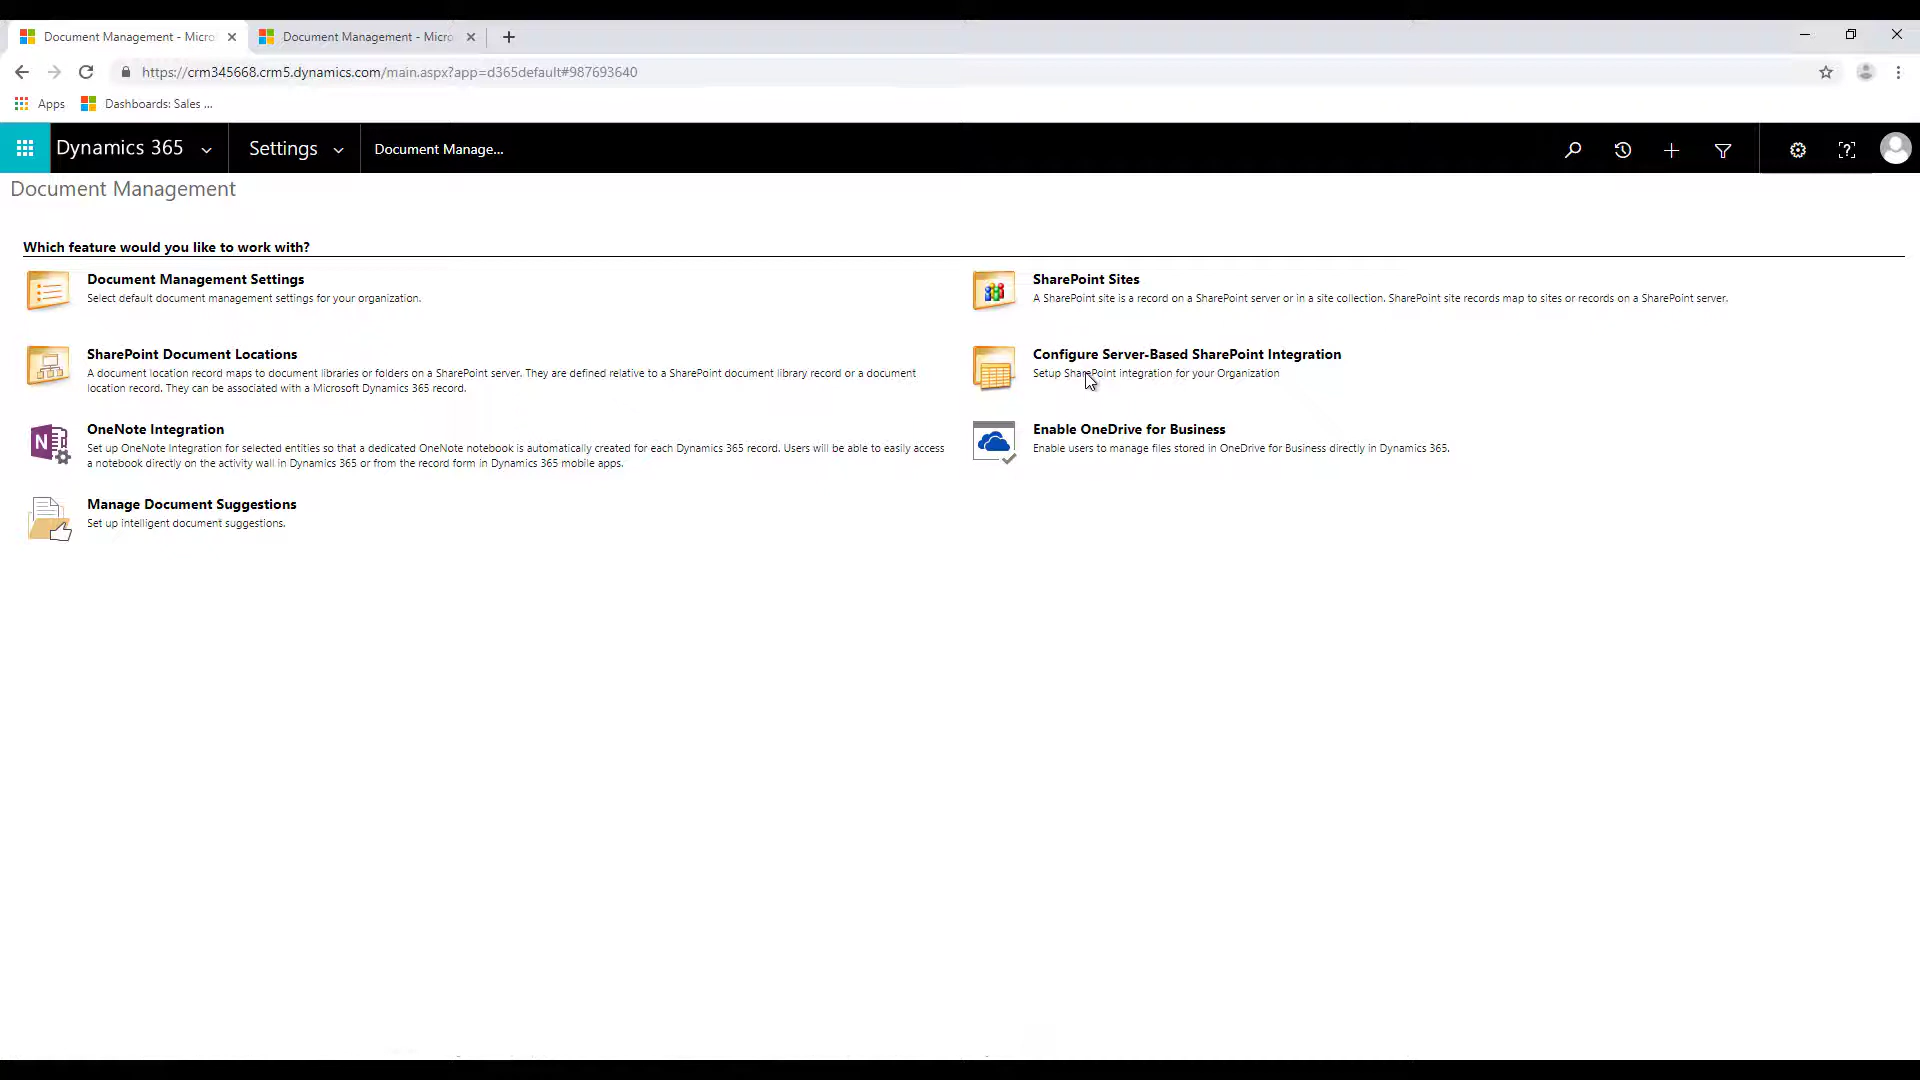 Document Management - Micro
Document Management - Micro
https://crm345668.crm5.dynamics.com/main.aspx?app=d365default#987693640
Apps
Dashboards: Sales ...
Dynamics 365
Settings
Document Manage...
Document Management
Which feature would you like to work with?
Document Management Settings
Select default document management settings for your organization.
SharePoint Sites
A SharePoint site is a record on a SharePoint server or in a site collection. SharePoint site records map to sites or records on a SharePoint server.
SharePoint Document Locations
A document location record maps to document libraries or folders on a SharePoint server. They are defined relative to a SharePoint document library record or a document
location record. They can be associated with a Microsoft Dynamics 365 record.
Configure Server-Based SharePoint Integration
Setup SharePoint integration for your Organization
OneNote Integration
Set up OneNote Integration for selected entities so that a dedicated OneNote notebook is automatically created for each Dynamics 365 record. Users will be able to easily access
a notebook directly on the activity wall in Dynamics 365 or from the record form in Dynamics 365 mobile apps.
Enable OneDrive for Business
Enable users to manage files stored in OneDrive for Business directly in Dynamics 365.
Manage Document Suggestions
Set up intelligent document suggestions.